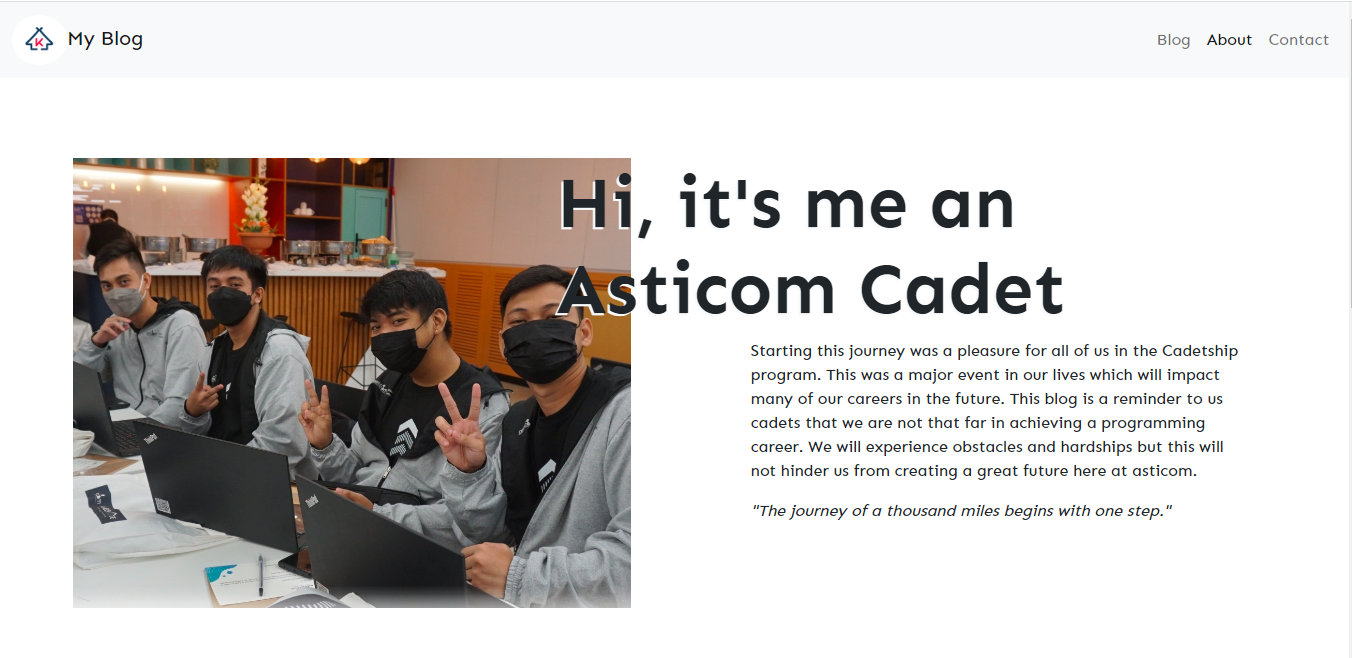 My Blog
Blog About Contact
Hi, it's me an
Asticom Cadet
Starting this journey was a pleasure for all of us in the Cadetship
program. This was a major event in our lives which will impact
many of our careers in the future. This blog is a reminder to us
cadets that we are not that far in achieving a programming
career. We will experience obstacles and hardships but this will
not hinder us from creating a great future here at asticom.
"The journey of a thousand miles begins with one step."
ThinkPad
ThinkPad